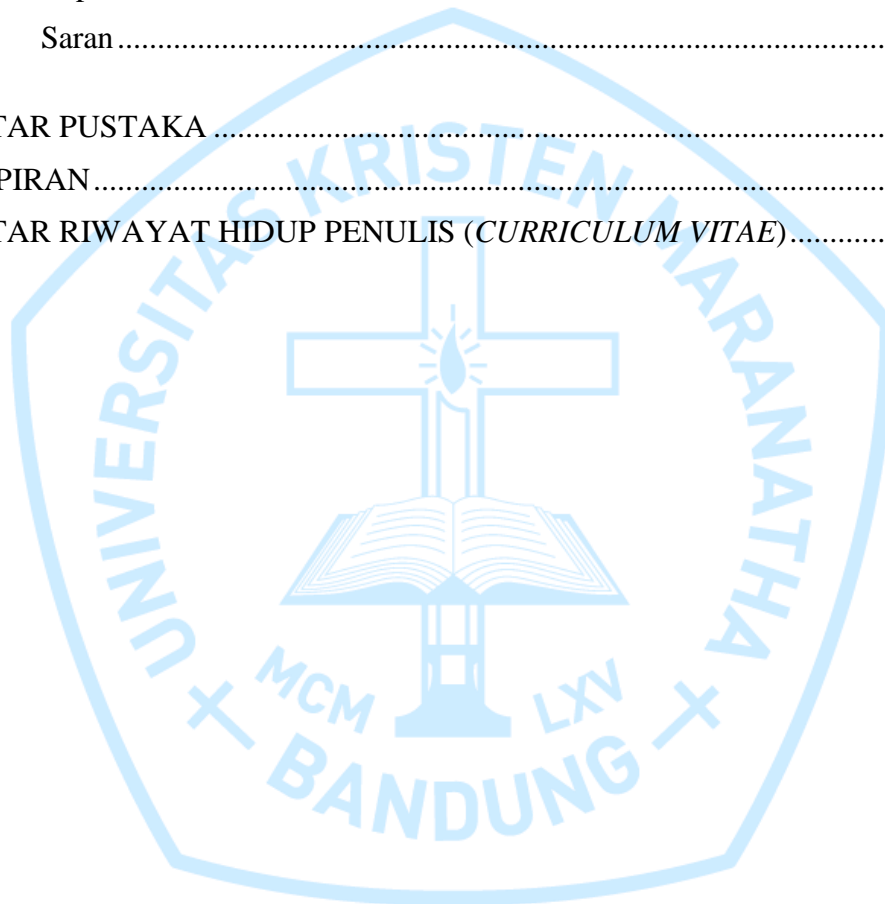 Saran ................................................................................................
TAR PUSTAKA ....................................................................................
PIRAN ...................................................................................................
TAR RIWAYAT HIDUP PENULIS (CURRICULUM VITAE) ............
UNIVERSITAS KRISTEN MARANATHA
MCM LXV
BANDUNG